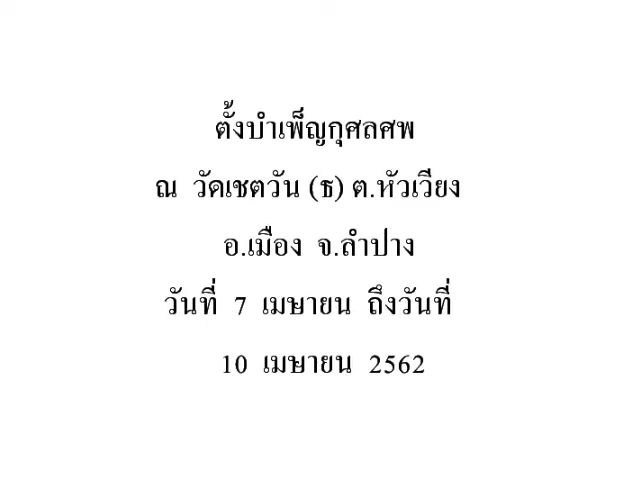 ตั้งบำเพ็ญกุศลศพ
ณ วัดเชตวัน (ธ) ต.หัวเวียง
อ.เมือง จ.ลำปาง
วันที่ 7 เมษายน ถึงวันที่
10 เมษายน 2562